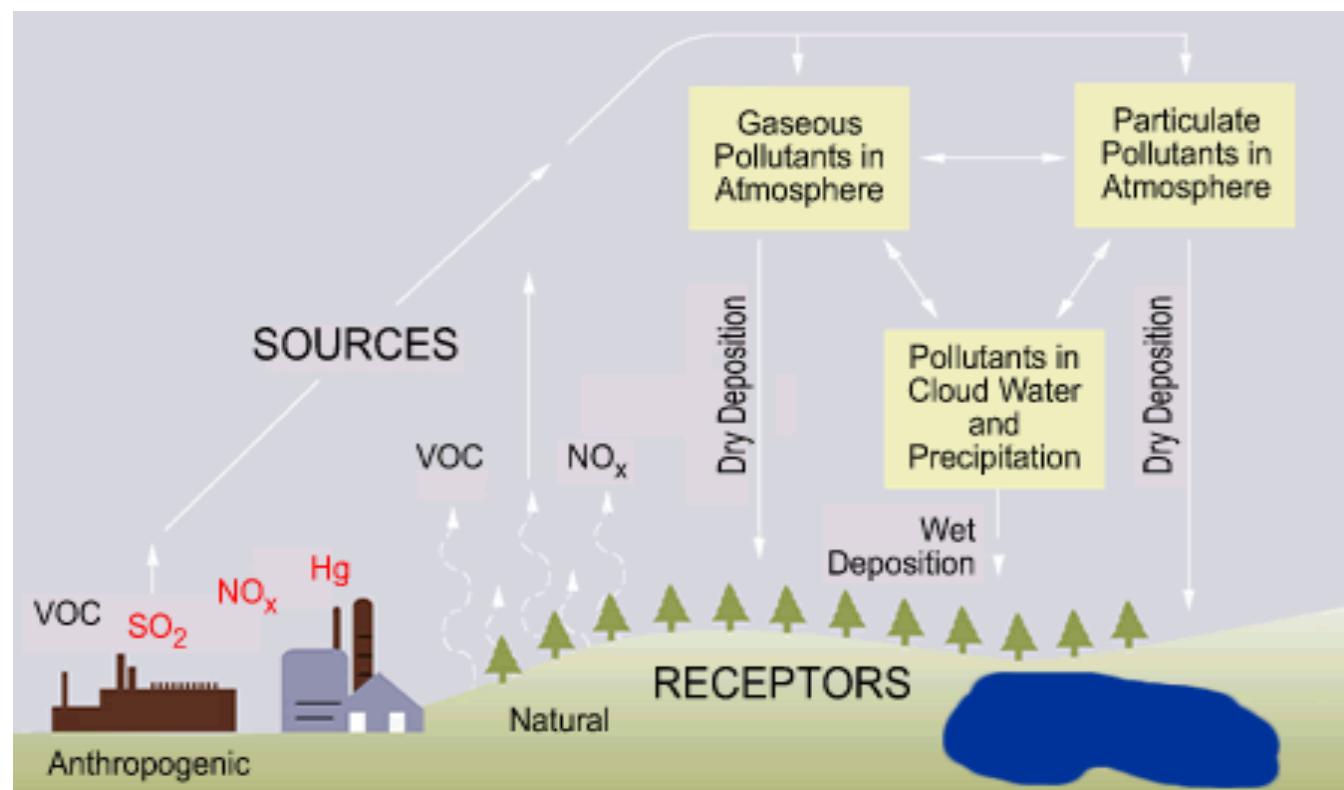 Gaseous
Pollutants in
Atmosphere
Particulate
Pollutants in
Atmosphere
SOURCES
Dry Deposition
Pollutants in
Cloud Water
and
Precipitation
Dry Deposition
VOC
NOx
Wet
Deposition
Hg
NOx
VOC
SO2
RECEPTORS
Natural
Anthropogenic